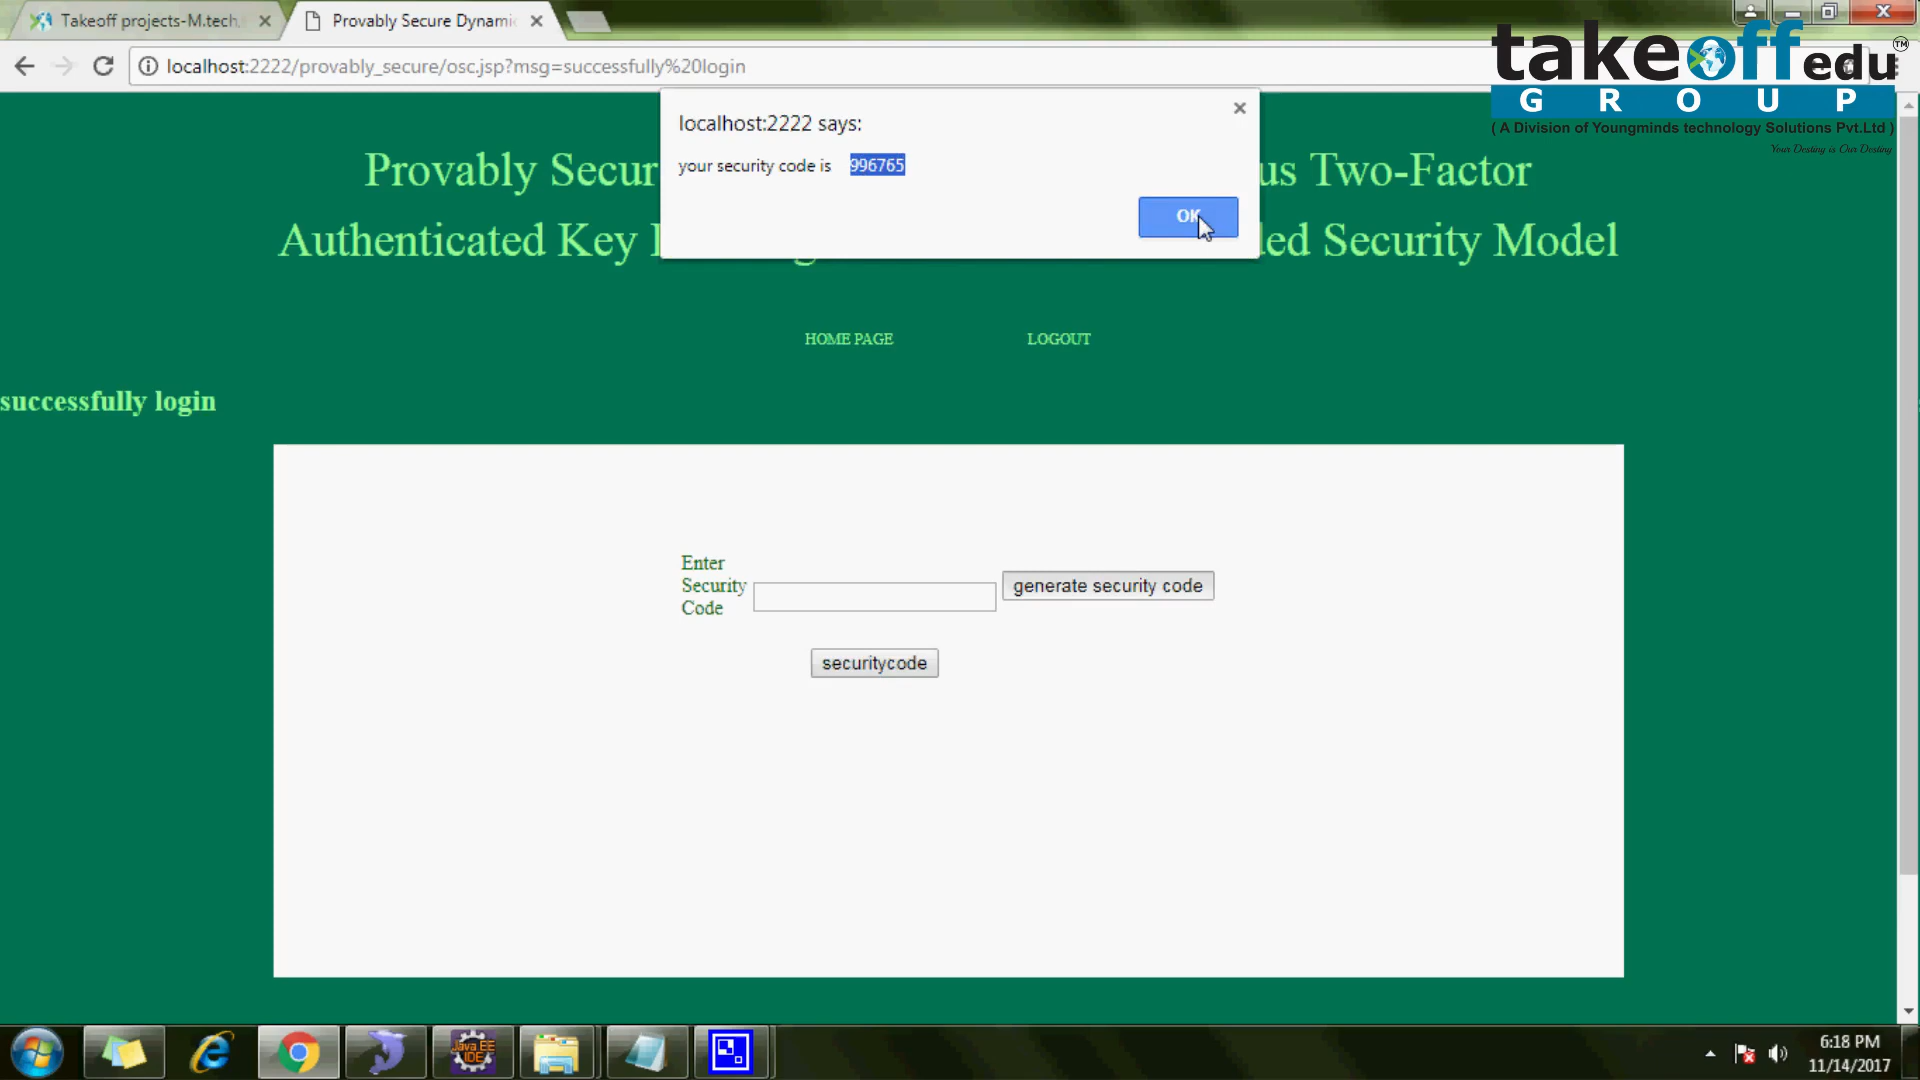 Takeoff projects-M.tech,
Provably Secure Dynami
localhost:2222/provably_secure/osc.jsp?msg=successfully%20login
takeoff edu TM
GROUP
( A Division of Youngminds technology Solutions Pvt.Ltd )
Your Destiny is Our Destiny
localhost:2222 says:
your security code is 996765
OK
Provably Secur us Two-Factor
Authenticated Key led Security Model
HOME PAGE LOGOUT
successfully login
Enter
Security
Code
generate security code
securitycode
Java EE
IDE
6:18 PM
11/14/2017